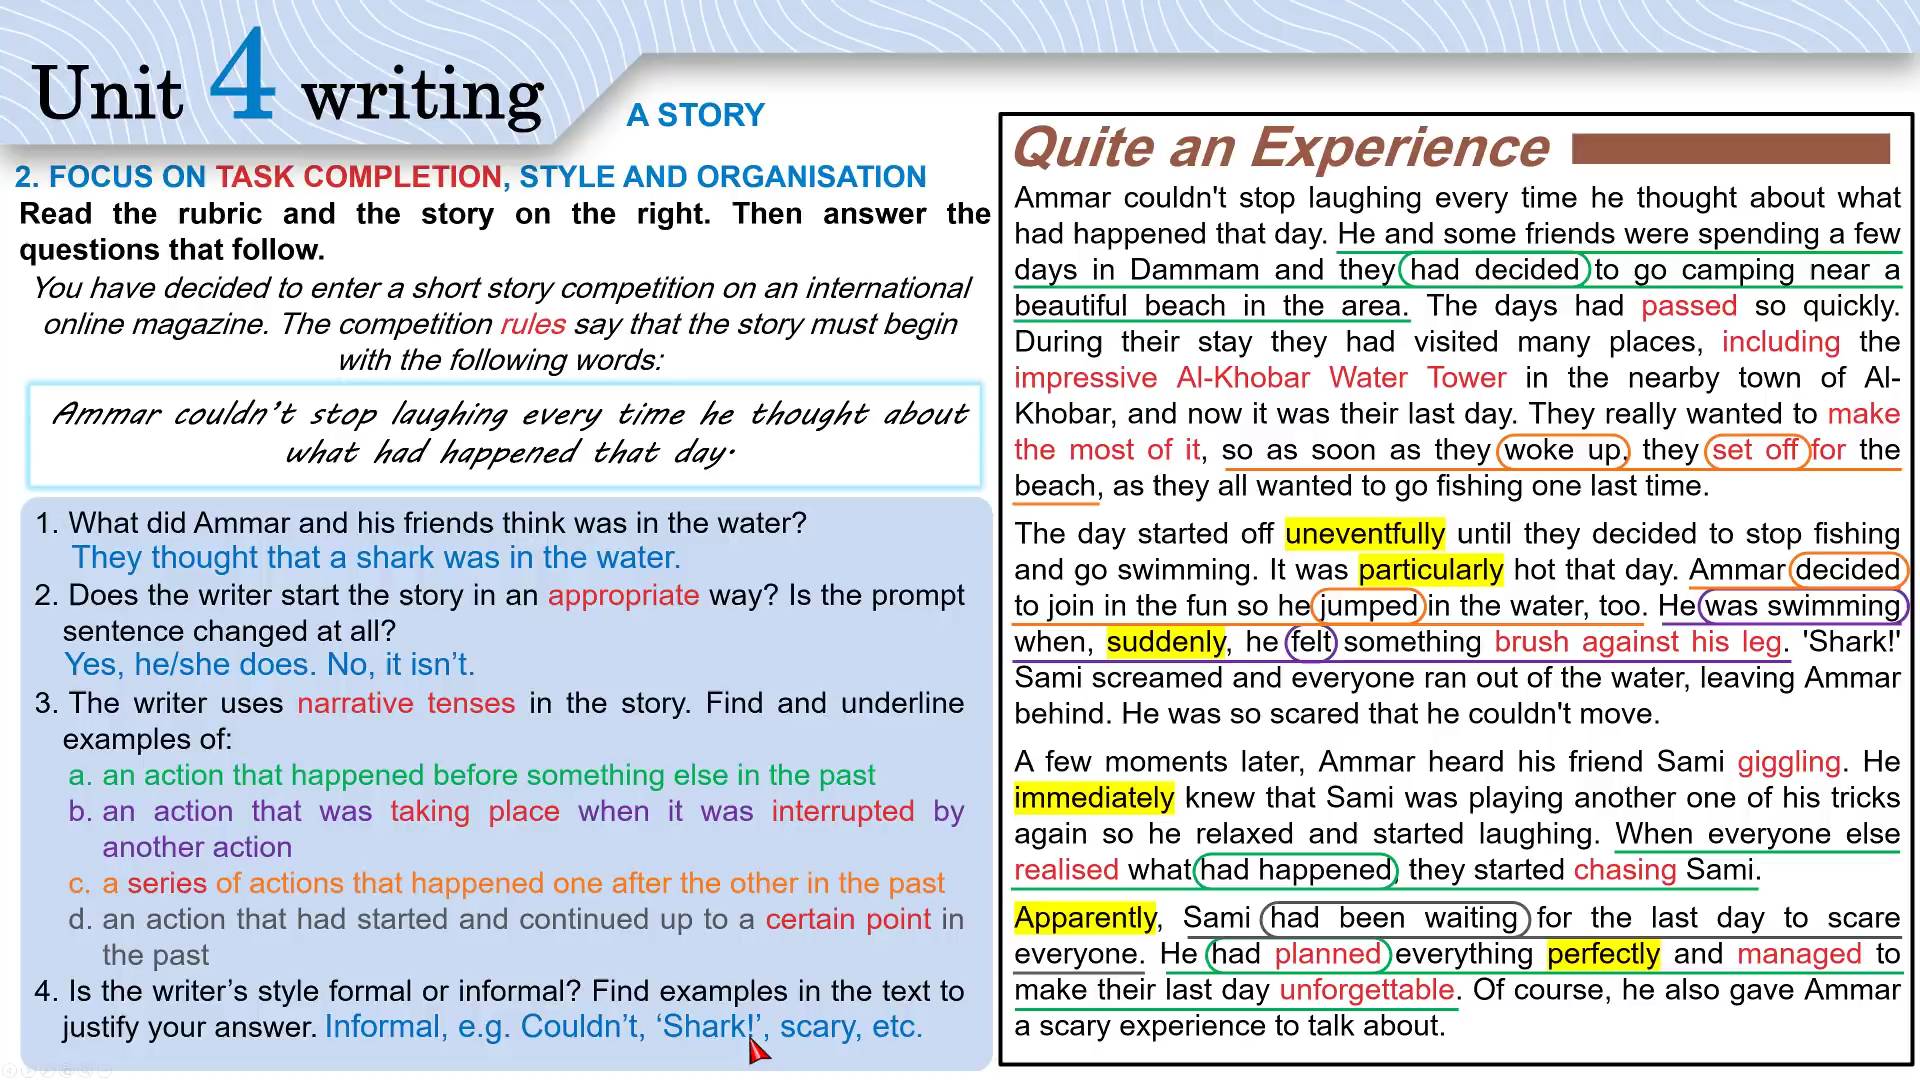 Unit 4 writing
A STORY
2. FOCUS ON TASK COMPLETION, STYLE AND ORGANISATION
Read the rubric and the story on the right. Then answer the
questions that follow.
You have decided to enter a short story competition on an international
online magazine. The competition rules say that the story must begin
with the following words:
Ammar couldn't stop laughing every time he thought about
what had happened that day.
1. What did Ammar and his friends think was in the water?
They thought that a shark was in the water.
2. Does the writer start the story in an appropriate way? Is the prompt
sentence changed at all?
Yes, he/she does. No, it isn't.
3. The writer uses narrative tenses in the story. Find and underline
examples of:
a. an action that happened before something else in the past
b. an action that was taking place when it was interrupted by
another action
c. a series of actions that happened one after the other in the past
d. an action that had started and continued up to a certain point in
the past
4. Is the writer's style formal or informal? Find examples in the text to
justify your answer. Informal, e.g. Couldn't, 'Shark!', scary, etc.
Quite an Experience
Ammar couldn't stop laughing every time he thought about what
had happened that day. He and some friends were spending a few
days in Dammam and they had decided to go camping near a
beautiful beach in the area. The days had passed so quickly.
During their stay they had visited many places, including the
impressive Al-Khobar Water Tower in the nearby town of Al-
Khobar, and now it was their last day. They really wanted to make
the most of it, so as soon as they woke up, they set off for the
beach, as they all wanted to go fishing one last time.
The day started off uneventfully until they decided to stop fishing
and go swimming. It was particularly hot that day. Ammar decided
to join in the fun so he jumped in the water, too. He was swimming
when, suddenly, he felt something brush against his leg. 'Shark!'
Sami screamed and everyone ran out of the water, leaving Ammar
behind. He was so scared that he couldn't move.
A few moments later, Ammar heard his friend Sami giggling. He
immediately knew that Sami was playing another one of his tricks
again so he relaxed and started laughing. When everyone else
realised what had happened, they started chasing Sami.
Apparently, Sami had been waiting for the last day to scare
everyone. He had planned everything perfectly and managed to
make their last day unforgettable. Of course, he also gave Ammar
a scary experience to talk about.